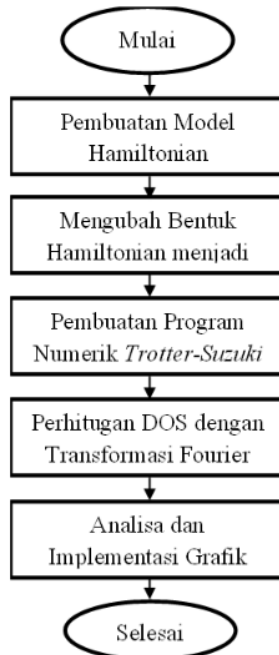 Mulai
Pembuatan Model
Hamiltonian
Mengubah Bentuk
Hamiltonian menjadi
Pembuatan Program
Numerik Trotter-Suzuki
Perhitugan DOS dengan
Transformasi Fourier
Analisa dan
Implementasi Grafik
Selesai